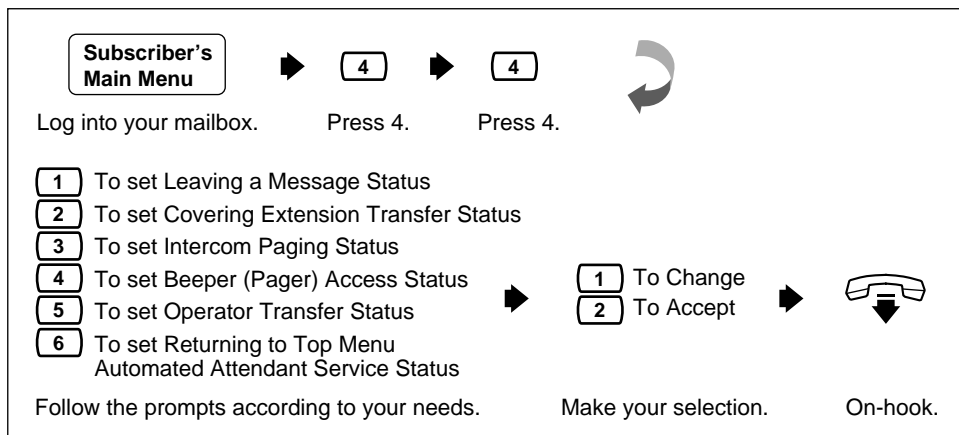 Subscriber's
Main Menu
4
4
Log into your mailbox.
Press 4.
Press 4.
1 To set Leaving a Message Status
2 To set Covering Extension Transfer Status
3 To set Intercom Paging Status
4 To set Beeper (Pager) Access Status
5 To set Operator Transfer Status
6 To set Returning to Top Menu
Automated Attendant Service Status
1 To Change
2 To Accept
Follow the prompts according to your needs.
Make your selection.
On-hook.